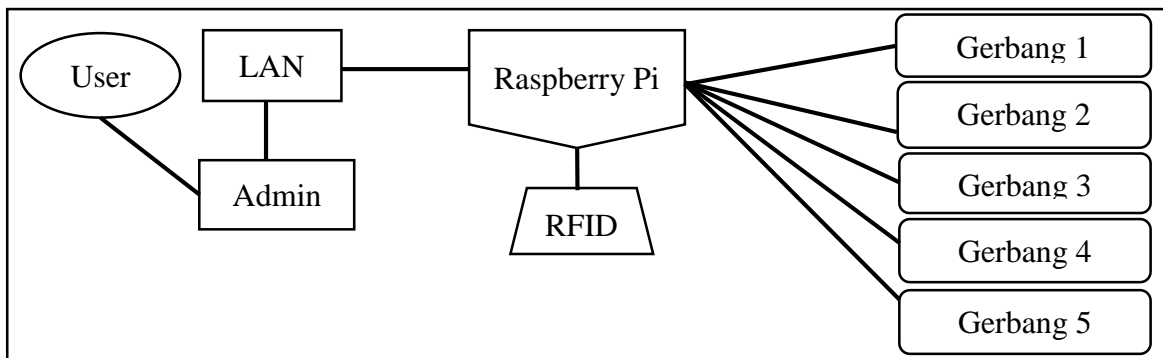 User
LAN
Admin
Raspberry Pi
RFID
Gerbang 1
Gerbang 2
Gerbang 3
Gerbang 4
Gerbang 5